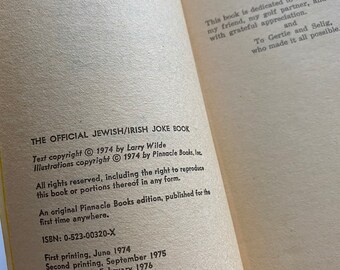 THE OFFICIAL JEWISH/IRISH JOKE BOOK
Text copyright © 1974 by Larry Wilde
Illustrations copyright © 1974 by Pinnacle Books, Inc.
All rights reserved, including the right to reproduce
this book or portions thereof in any form.
An original Pinnacle Books edition, published for the
first time anywhere.
ISBN: 0-523-00320-X
First printing, June 1974
Second printing, September 1975
February 1976
This book is dedicated to
my friend, my golf partner, and
with grateful appreciation.
and
To Gertie and Selig,
who made it all possible